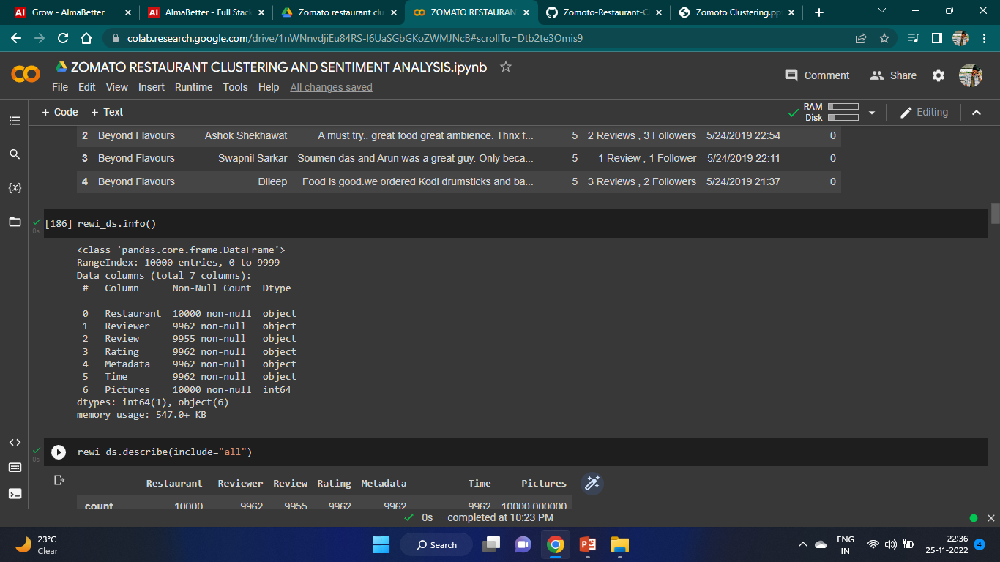 Grow - AlmaBetter
AlmaBetter - Full Stac
Zomato restaurant clu
ZOMATO RESTAURAN
Zomoto-Restaurant-C
Zomoto Clustering.pp
colab.research.google.com/drive/1nWNnvdjiEu84RS-l6UaSGbGKoZWMJNcB#scrollTo=Dtb2te3Omis9
ZOMATO RESTAURANT CLUSTERING AND SENTIMENT ANALYSIS.ipynb
Comment Share
File Edit View Insert Runtime Tools Help All changes saved
+ Code + Text
RAM
Disk
Editing
2 Beyond Flavours Ashok Shekhawat A must try.. great food great ambience. Thnx f... 5 2 Reviews , 3 Followers 5/24/2019 22:54 0
3 Beyond Flavours Swapnil Sarkar Soumen das and Arun was a great guy. Only beca... 5 1 Review , 1 Follower 5/24/2019 22:11 0
4 Beyond Flavours Dileep Food is good.we ordered Kodi drumsticks and ba... 5 3 Reviews , 2 Followers 5/24/2019 21:37 0
[186] rewi_ds.info()
0s
<class 'pandas.core.frame.DataFrame'>
RangeIndex: 10000 entries, 0 to 9999
Data columns (total 7 columns):
# Column Non-Null Count Dtype
--- ------ -------------- -----
0 Restaurant 10000 non-null object
1 Reviewer 9962 non-null object
2 Review 9955 non-null object
3 Rating 9962 non-null object
4 Metadata 9962 non-null object
5 Time 9962 non-null object
6 Pictures 10000 non-null int64
dtypes: int64(1), object(6)
memory usage: 547.0+ KB
rewi_ds.describe(include="all")
0s
Restaurant Reviewer Review Rating Metadata Time Pictures
count 10000 9962 9955 9962 9962 9962 10000.000000
0s completed at 10:23 PM
23°C
Clear
Search
ENG
IN
22:36
25-11-2022
4